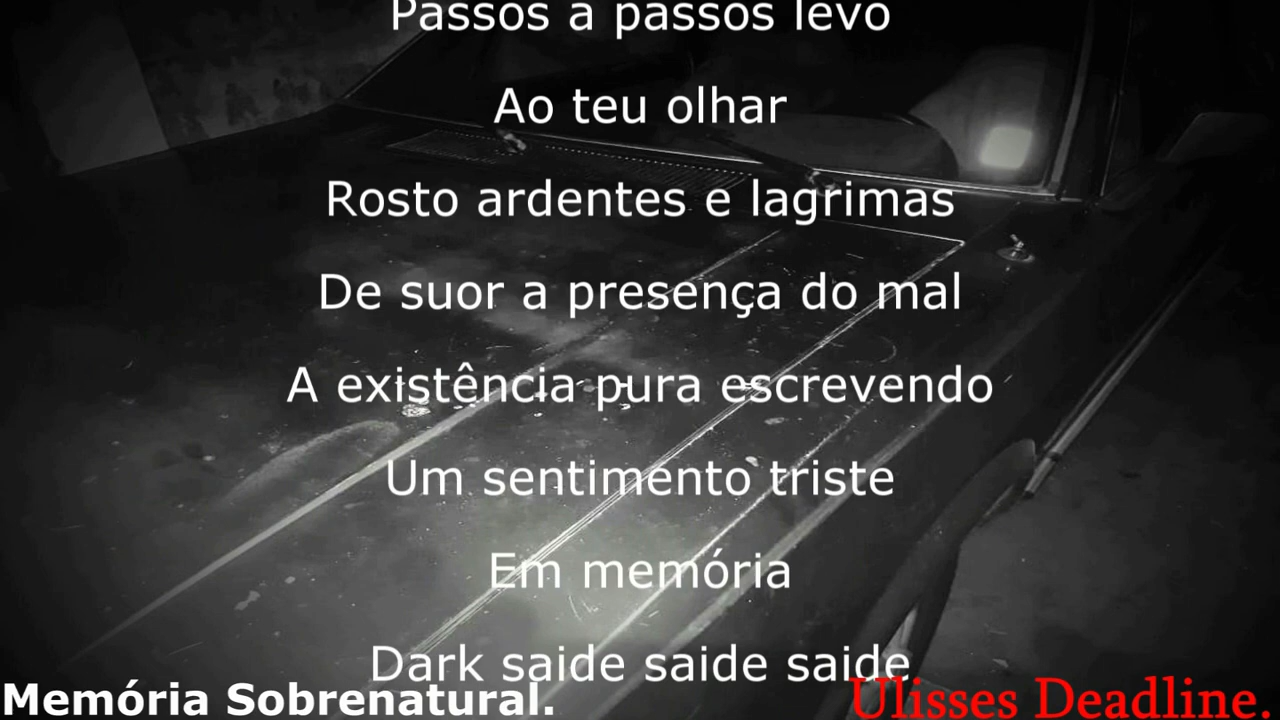 Passos a passos levo
Ao teu olhar
Rosto ardentes e lagrimas
De suor a presença do mal
A existência pura escrevendo
Um sentimento triste
Em memória
Dark saide saide saide
Memória Sobrenatural.
Ulisses Deadline.